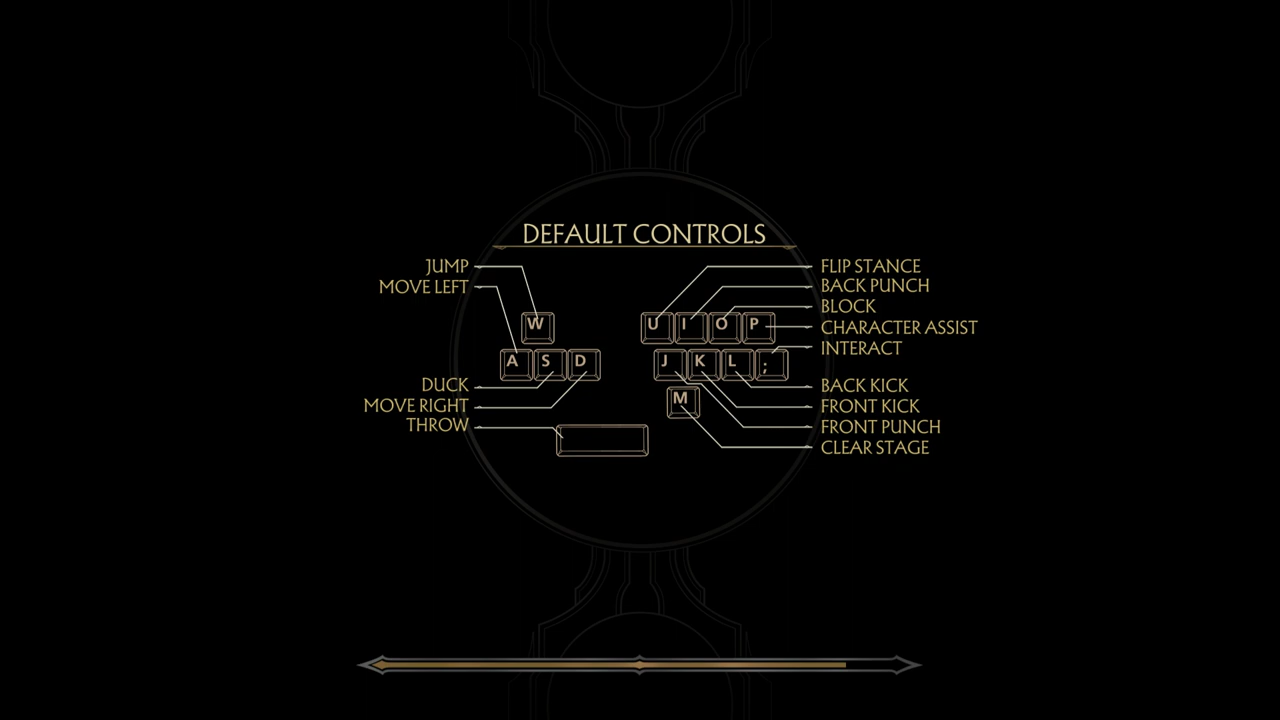 DEFAULT CONTROLS
JUMP
MOVE LEFT
W
A S D
DUCK
MOVE RIGHT
THROW
U I O P
J K L ;
M
FLIP STANCE
BACK PUNCH
BLOCK
CHARACTER ASSIST
INTERACT
BACK KICK
FRONT KICK
FRONT PUNCH
CLEAR STAGE